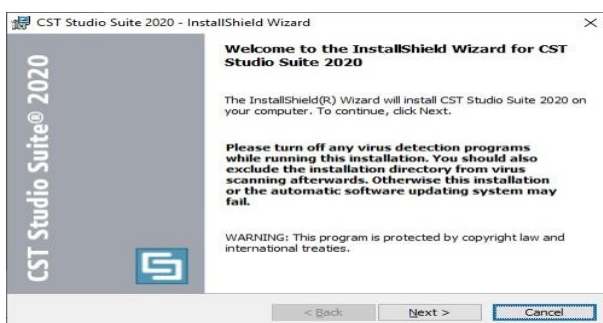 CST Studio Suite 2020 - InstallShield Wizard
CST Studio Suite® 2020
Welcome to the InstallShield Wizard for CST
Studio Suite 2020
The InstallShield(R) Wizard will install CST Studio Suite 2020 on
your computer. To continue, click Next.
Please turn off any virus detection programs
while running this installation. You should also
exclude the installation directory from virus
scanning afterwards. Otherwise this installation
or the automatic software updating system may
fail.
WARNING: This program is protected by copyright law and
international treaties.
< Back
Next >
Cancel